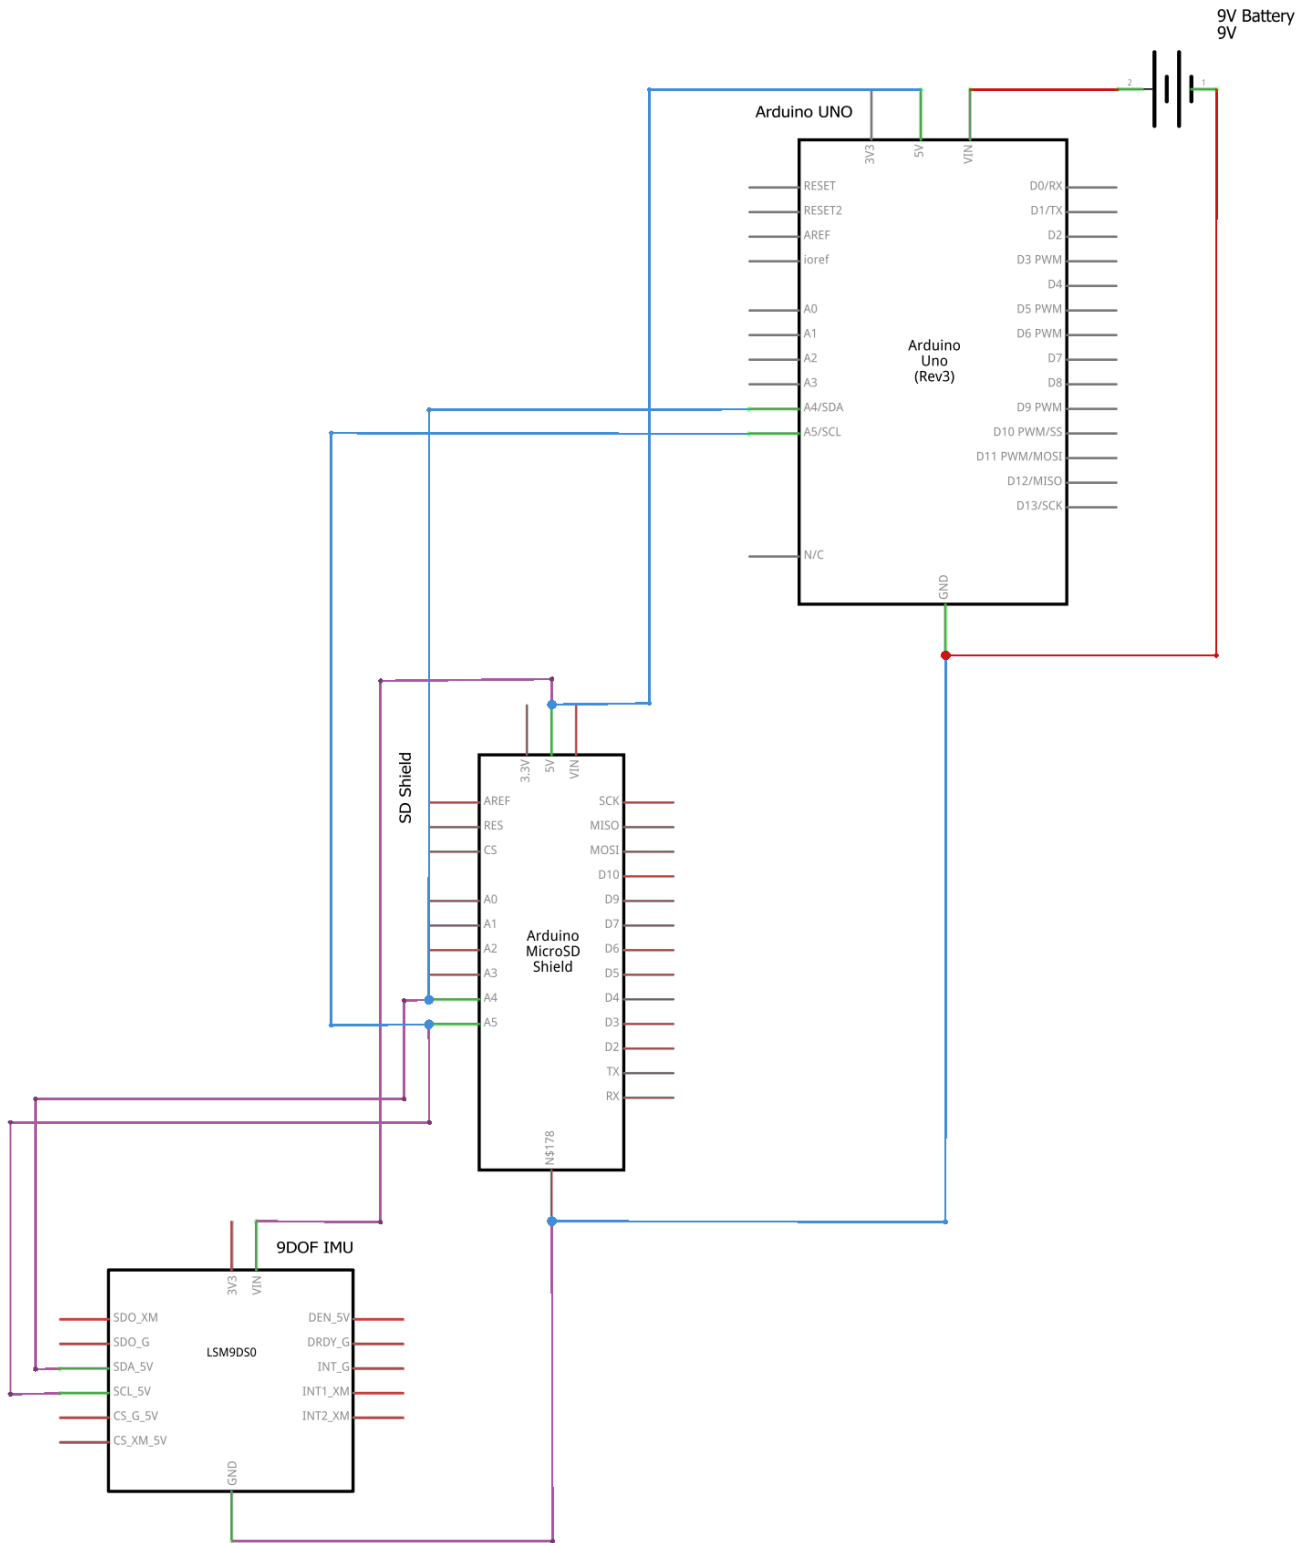 9V Battery
9V
2
1
Arduino UNO
3V3
5V
VIN
RESET
RESET2
AREF
ioref
A0
A1
A2
A3
A4/SDA
A5/SCL
N/C
D0/RX
D1/TX
D2
D3 PWM
D4
D5 PWM
D6 PWM
D7
D8
D9 PWM
D10 PWM/SS
D11 PWM/MOSI
D12/MISO
D13/SCK
Arduino
Uno
(Rev3)
GND
SD Shield
3.3V
5V
VIN
AREF
RES
CS
A0
A1
A2
A3
A4
A5
SCK
MISO
MOSI
D10
D9
D7
D6
D5
D4
D3
D2
TX
RX
Arduino
MicroSD
Shield
N$178
9DOF IMU
3V3
VIN
SDO_XM
SDO_G
SDA_5V
SCL_5V
CS_G_5V
CS_XM_5V
DEN_5V
DRDY_G
INT_G
INT1_XM
INT2_XM
LSM9DS0
GND